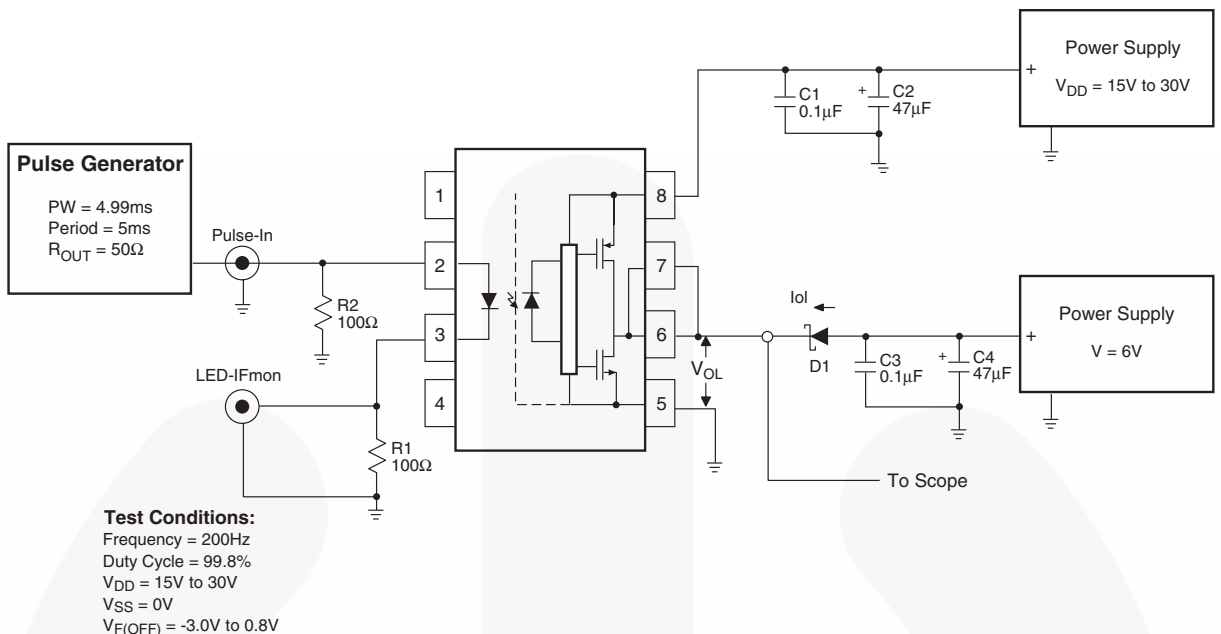 Power Supply
VDD = 15V to 30V
+
C1
0.1µF
+
C2
47µF
Pulse Generator
PW = 4.99ms
Period = 5ms
ROUT = 50Ω
Pulse-In
R2
100Ω
1
2
3
4
8
7
6
5
VOL
Iol
D1
C3
0.1µF
+
C4
47µF
+
Power Supply
V = 6V
LED-IFmon
R1
100Ω
To Scope
Test Conditions:
Frequency = 200Hz
Duty Cycle = 99.8%
VDD = 15V to 30V
VSS = 0V
VF(OFF) = -3.0V to 0.8V